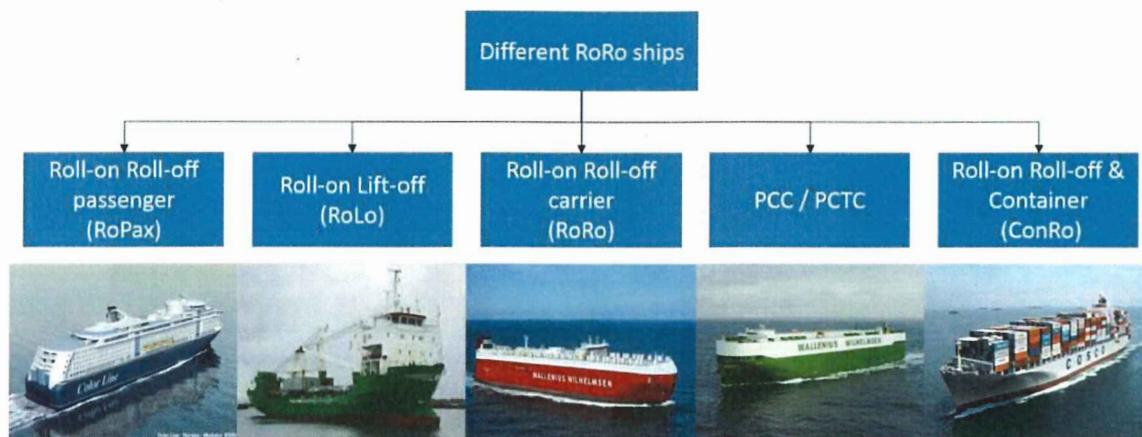 Different RoRo ships
Roll-on Roll-off
passenger
(RoPax)
Roll-on Lift-off
(RoLo)
Roll-on Roll-off
carrier
(RoRo)
PCC / PCTC
Roll-on Roll-off &
Container
(ConRo)
Color Line
WALLENIUS WILHELMSEN
WALLENIUS WILHELMSEN
COSCO